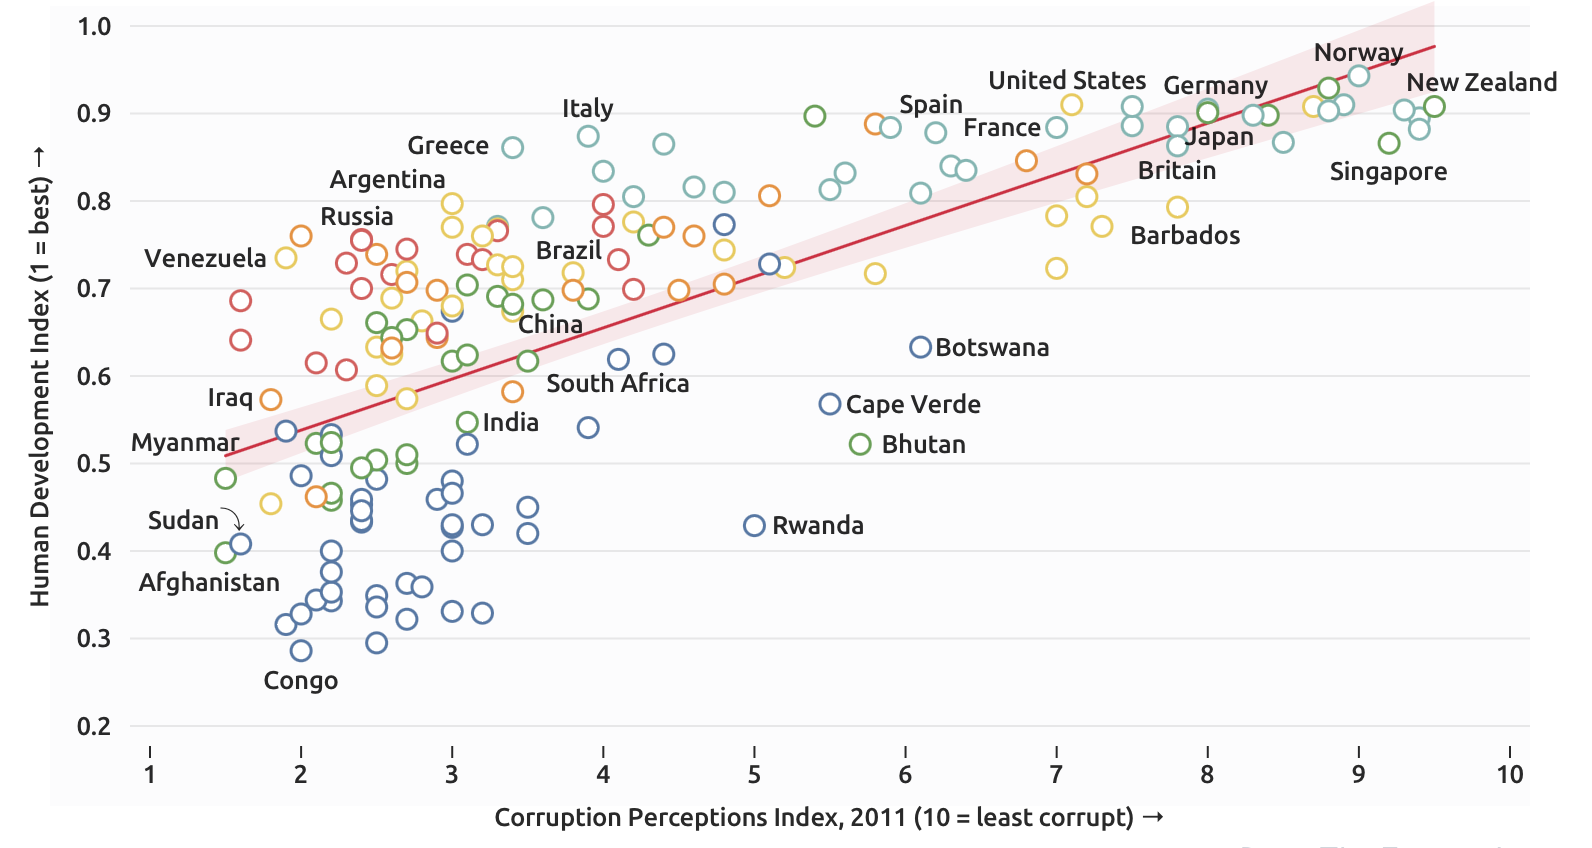 1.0
0.9
0.8
0.7
0.6
0.5
0.4
0.3
0.2
Human Development Index (1 = best) →
Norway
United States
Germany
New Zealand
Italy
Spain
Greece
France
Japan
Argentina
Britain
Singapore
Russia
Barbados
Venezuela
Brazil
China
Botswana
South Africa
Iraq
Cape Verde
India
Myanmar
Bhutan
Sudan
Rwanda
Afghanistan
Congo
1 2 3 4 5 6 7 8 9 10
Corruption Perceptions Index, 2011 (10 = least corrupt) →